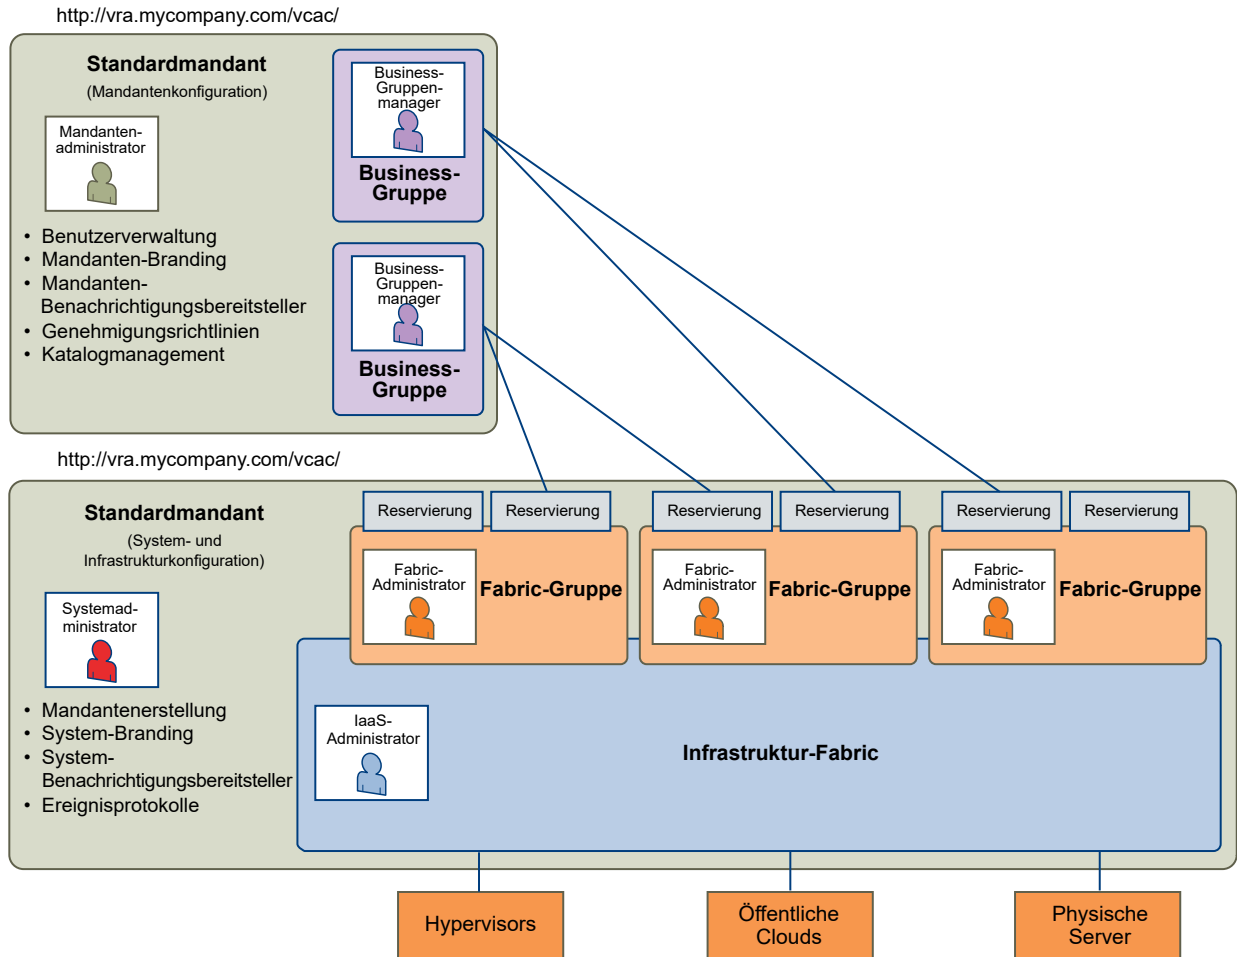 http://vra.mycompany.com/vcac/
Standardmandant
(Mandantenkonfiguration)
Mandanten-
administrator
• Benutzerverwaltung
• Mandanten-Branding
• Mandanten-
Benachrichtigungsbereitsteller
• Genehmigungsrichtlinien
• Katalogmanagement
Business-
Gruppen-
manager
Business-
Gruppe
Business-
Gruppen-
manager
Business-
Gruppe
http://vra.mycompany.com/vcac/
Standardmandant
(System- und
Infrastrukturkonfiguration)
Systemad-
ministrator
• Mandantenerstellung
• System-Branding
• System-
Benachrichtigungsbereitsteller
• Ereignisprotokolle
Reservierung
Reservierung
Fabric-
Administrator
Fabric-Gruppe
Reservierung
Reservierung
Fabric-
Administrator
Fabric-Gruppe
Reservierung
Reservierung
Fabric-
Administrator
Fabric-Gruppe
IaaS-
Administrator
Infrastruktur-Fabric
Hypervisors
Öffentliche
Clouds
Physische
Server